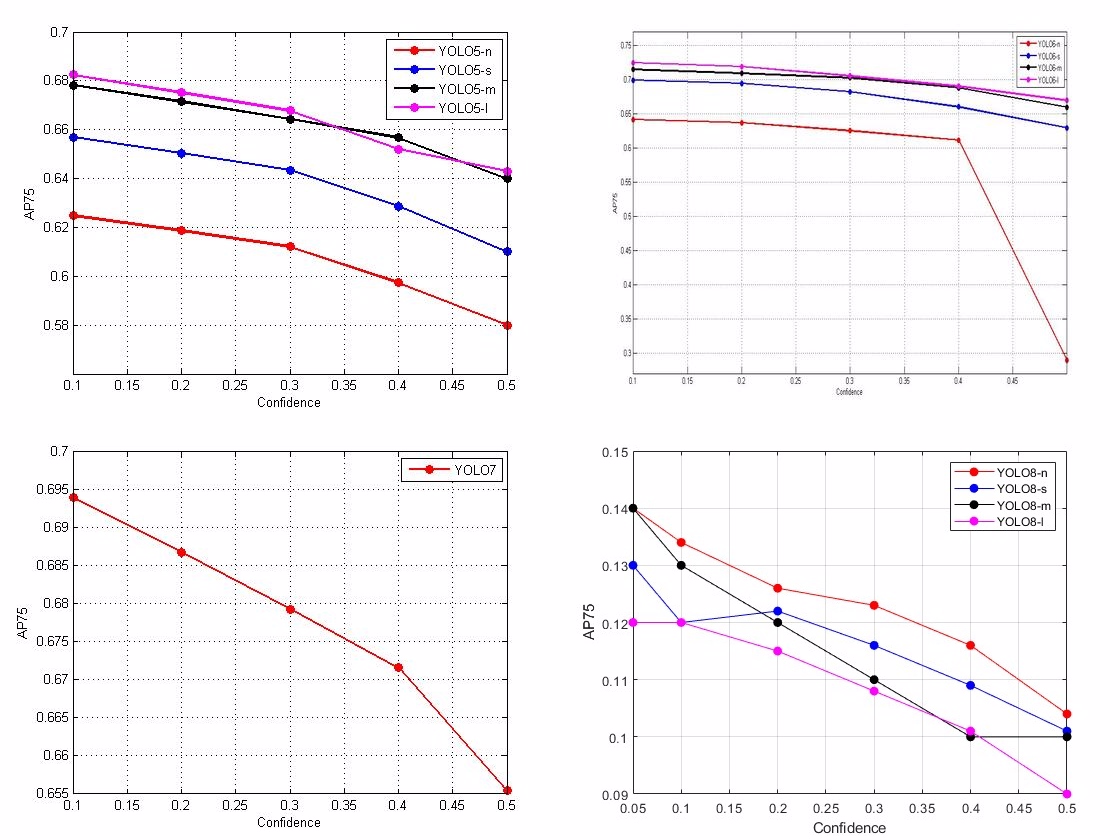 0.7
0.68
0.66
0.64
0.62
0.6
0.58
AP75
0.1 0.15 0.2 0.25 0.3 0.35 0.4 0.45 0.5
Confidence
YOLO5-n
YOLO5-s
YOLO5-m
YOLO5-l
0.75
0.7
0.65
0.6
0.55
0.5
0.45
0.4
0.35
0.3
AP75
0.1 0.15 0.2 0.25 0.3 0.35 0.4 0.45
Confidence
YOLO6-n
YOLO6-s
YOLO6-m
YOLO6-l
0.7
0.695
0.69
0.685
0.68
0.675
0.67
0.665
0.66
0.655
AP75
0.1 0.15 0.2 0.25 0.3 0.35 0.4 0.45 0.5
Confidence
YOLO7
0.15
0.14
0.13
0.12
0.11
0.1
0.09
AP75
0.05 0.1 0.15 0.2 0.25 0.3 0.35 0.4 0.45 0.5
Confidence
YOLO8-n
YOLO8-s
YOLO8-m
YOLO8-l